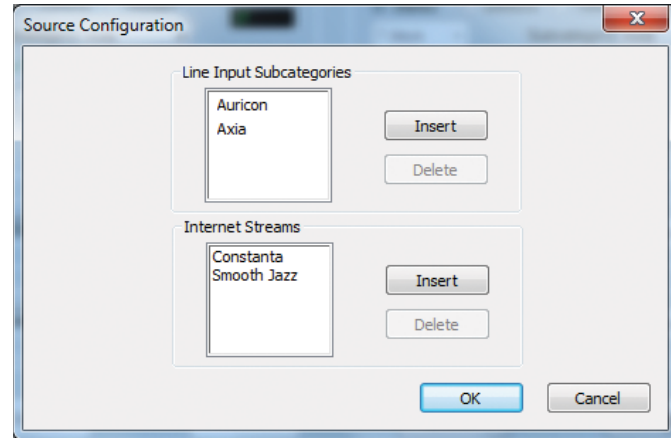 Source Configuration
Line Input Subcategories
Auricon
Axia
Insert
Delete
Internet Streams
Constanta
Smooth Jazz
Insert
Delete
OK
Cancel